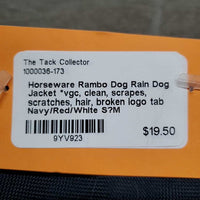 The Tack Collector
1000036-173
Horseware Rambo Dog Rain Dog
Jacket *vgc, clean, scrapes,
scratches, hair, broken logo tab
Navy/Red/White S?M
$19.50
9YV923